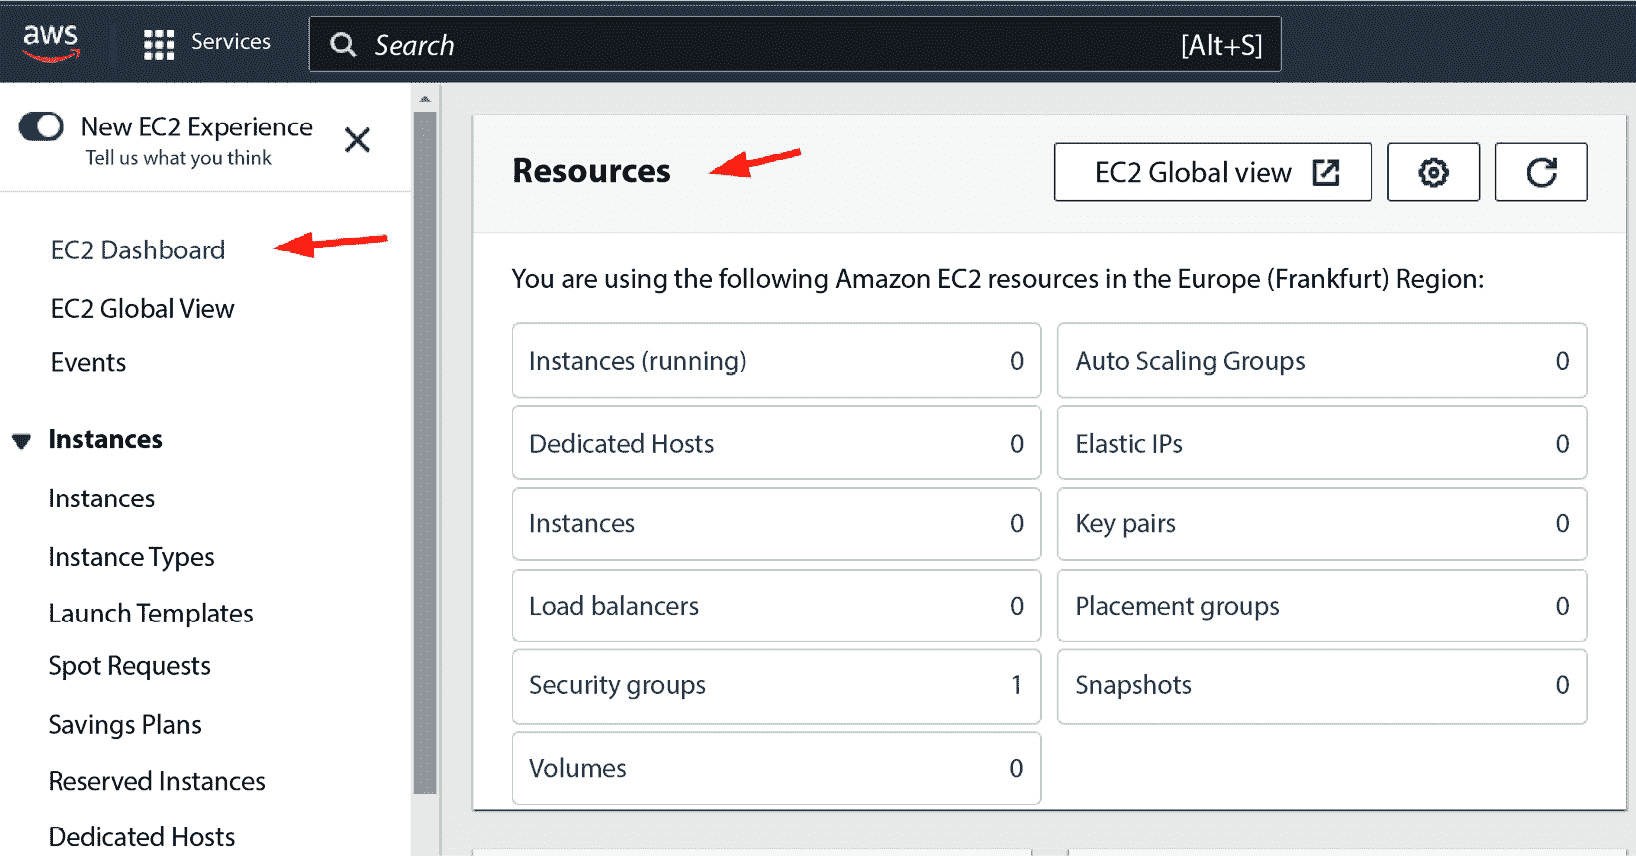 aws
Services
Search
[Alt+S]
New EC2 Experience
Tell us what you think
EC2 Dashboard
EC2 Global View
Events
Instances
Instances
Instance Types
Launch Templates
Spot Requests
Savings Plans
Reserved Instances
Dedicated Hosts
Resources
EC2 Global view
You are using the following Amazon EC2 resources in the Europe (Frankfurt) Region:
Instances (running) 0
Auto Scaling Groups 0
Dedicated Hosts 0
Elastic IPs 0
Instances 0
Key pairs 0
Load balancers 0
Placement groups 0
Security groups 1
Snapshots 0
Volumes 0